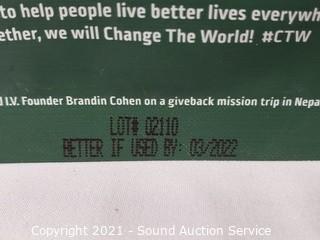 to help people live better lives everywh
ether, we will Change The World! #CTW
d I.V. Founder Brandin Cohen on a giveback mission trip in Nepa
LOT# 02110
BETTER IF USED BY: 03/2022
Copyright 2021 - Sound Auction Service